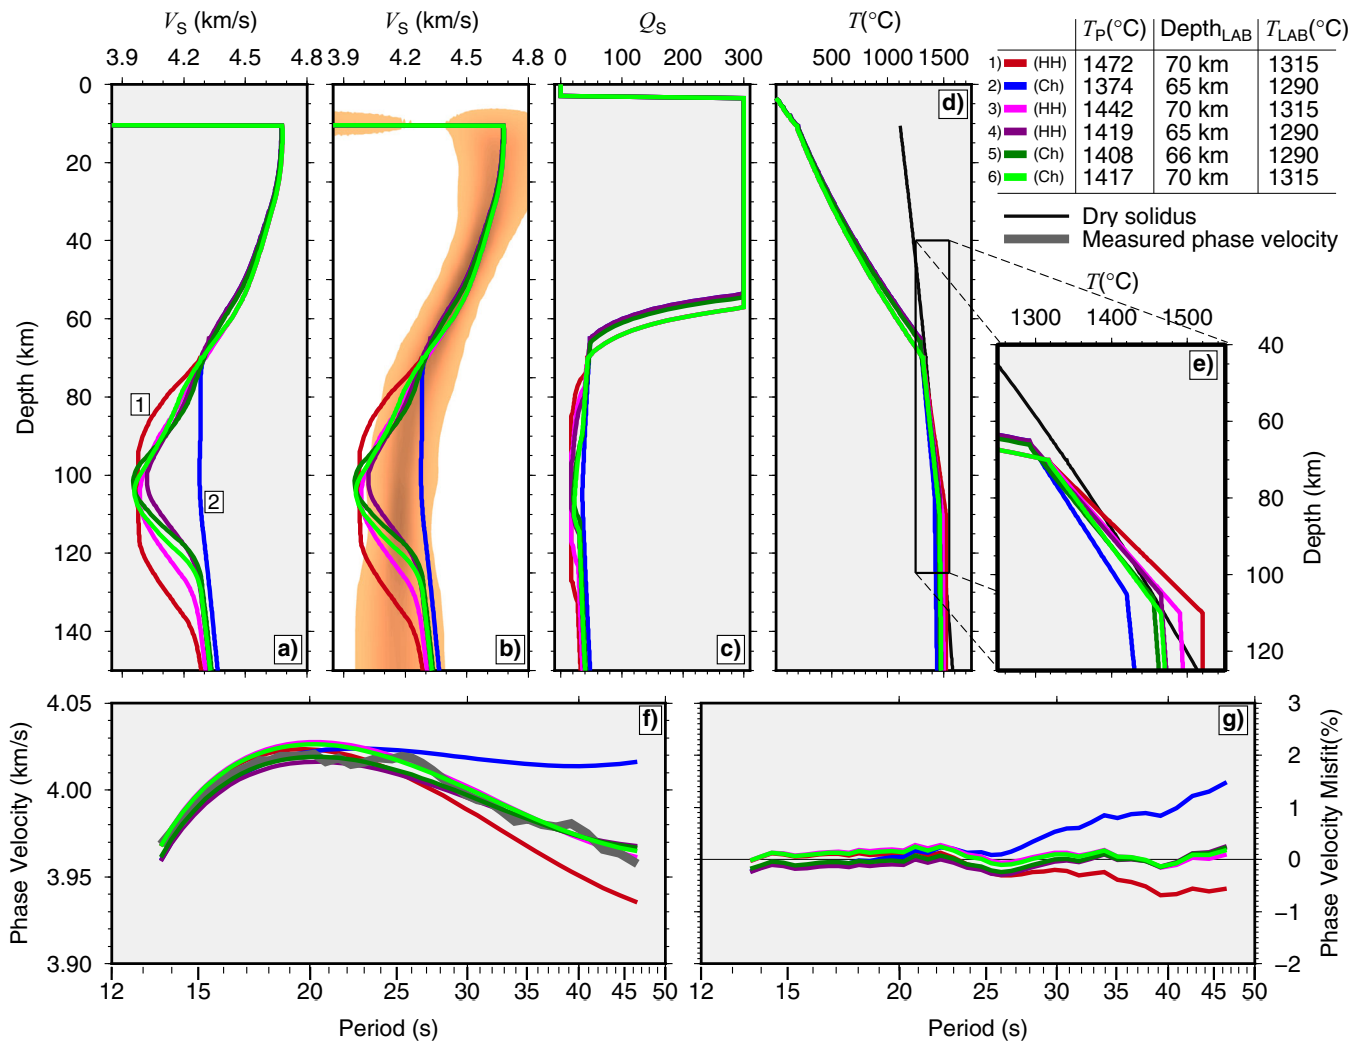 V_S (km/s)
V_S (km/s)
Q_S
T(°C)
3.9 4.2 4.5 4.8
3.9 4.2 4.5 4.8
0 100 200 300
500 1000 1500
T_P(°C) Depth_LAB T_LAB(°C)
1) (HH) 1472 70 km 1315
2) (Ch) 1374 65 km 1290
3) (HH) 1442 70 km 1315
4) (HH) 1419 65 km 1290
5) (Ch) 1408 66 km 1290
6) (Ch) 1417 70 km 1315
Dry solidus
Measured phase velocity
Depth (km)
0
20
40
60
80
100
120
140
1
2
a)
b)
c)
d)
T(°C)
1300 1400 1500
e)
40
60
80
100
120
Depth (km)
Phase Velocity (km/s)
4.05
4.00
3.95
3.90
f)
12 15 20 25 30 35 40 45 50
Period (s)
g)
3
2
1
0
−1
−2
Phase Velocity Misfit(%)
12 15 20 25 30 35 40 45 50
Period (s)